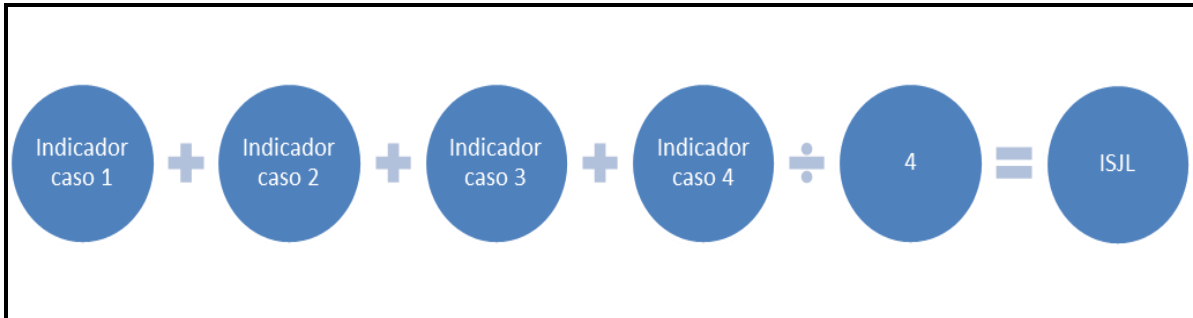 Indicador
caso 1
+
Indicador
caso 2
+
Indicador
caso 3
+
Indicador
caso 4
÷
4
=
ISJL